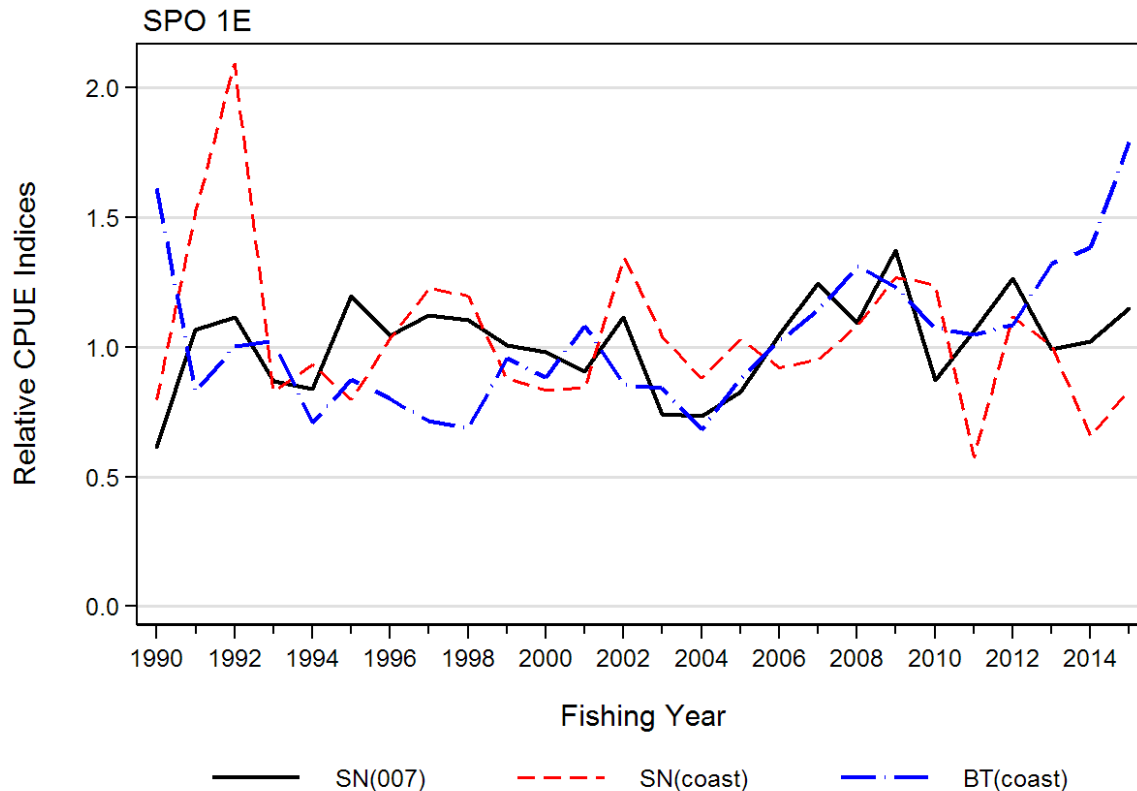 SPO 1E
2.0
1.5
1.0
0.5
0.0
Relative CPUE Indices
1990 1992 1994 1996 1998 2000 2002 2004 2006 2008 2010 2012 2014
Fishing Year
SN(007) SN(coast) BT(coast)